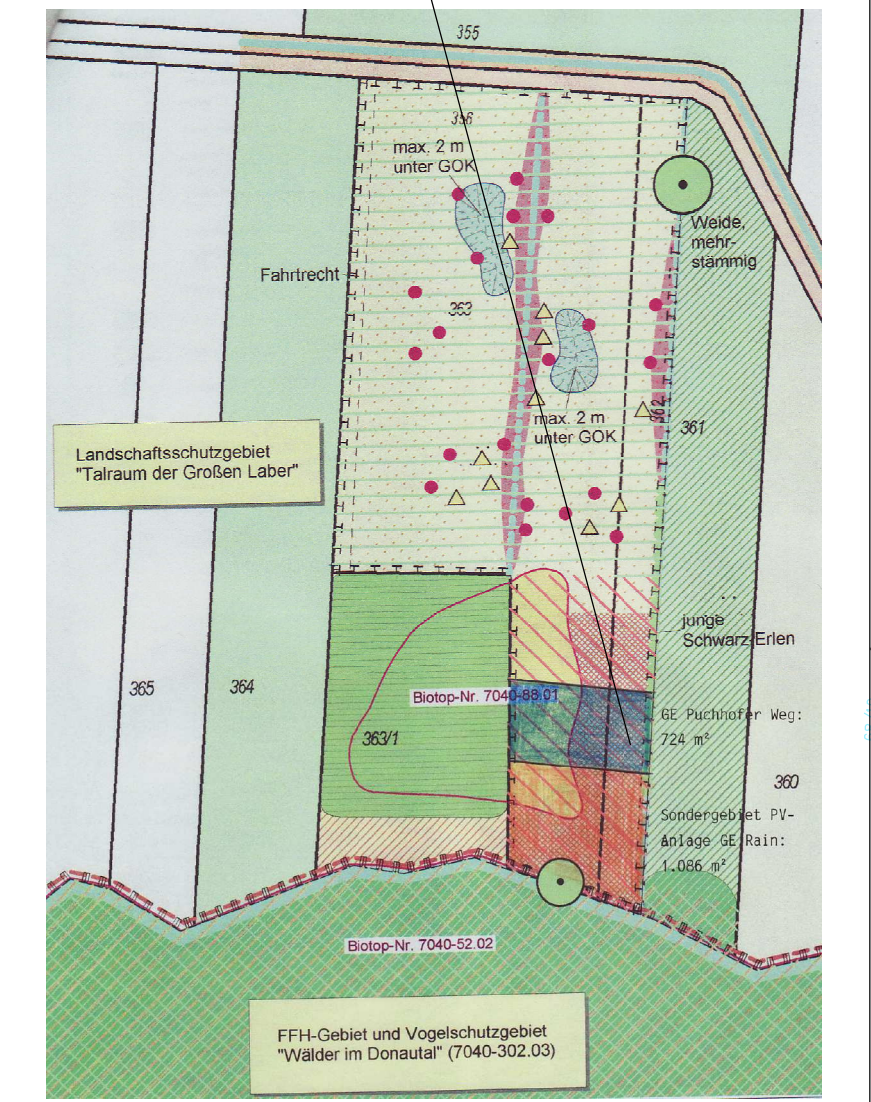 355
356
max. 2 m
unter GOK
Weide,
mehr-
stämmig
Fahrtrecht
363
362
361
max. 2 m
unter GOK
Landschaftsschutzgebiet
"Talraum der Großen Laber"
junge
Schwarz-Erlen
365
364
Biotop-Nr. 7040-88.01
363/1
GE Puchhofer Weg:
724 m²
360
Sondergebiet PV-
Anlage GE Rain:
1.086 m²
Biotop-Nr. 7040-52.02
FFH-Gebiet und Vogelschutzgebiet
"Wälder im Donautal" (7040-302.03)